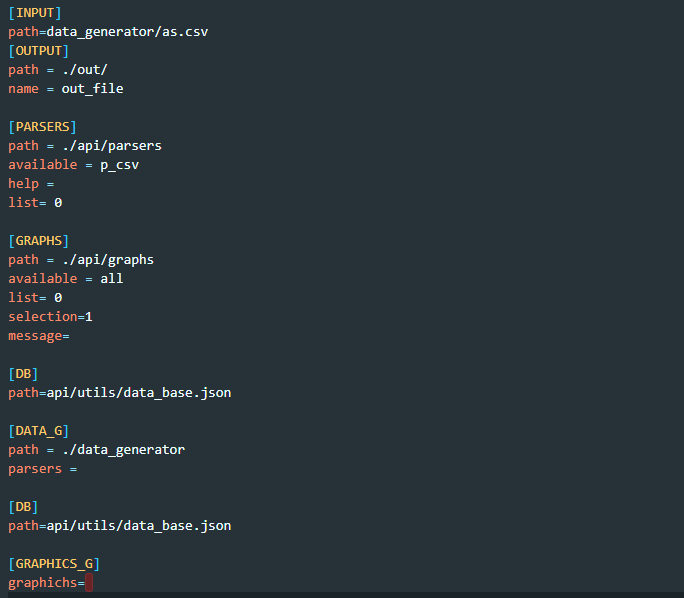 [INPUT]
path=data_generator/as.csv
[OUTPUT]
path = ./out/
name = out_file
[PARSERS]
path = ./api/parsers
available = p_csv
help =
list= 0
[GRAPHS]
path = ./api/graphs
available = all
list= 0
selection=1
message=
[DB]
path=api/utils/data_base.json
[DATA_G]
path = ./data_generator
parsers =
[DB]
path=api/utils/data_base.json
[GRAPHICS_G]
graphichs=